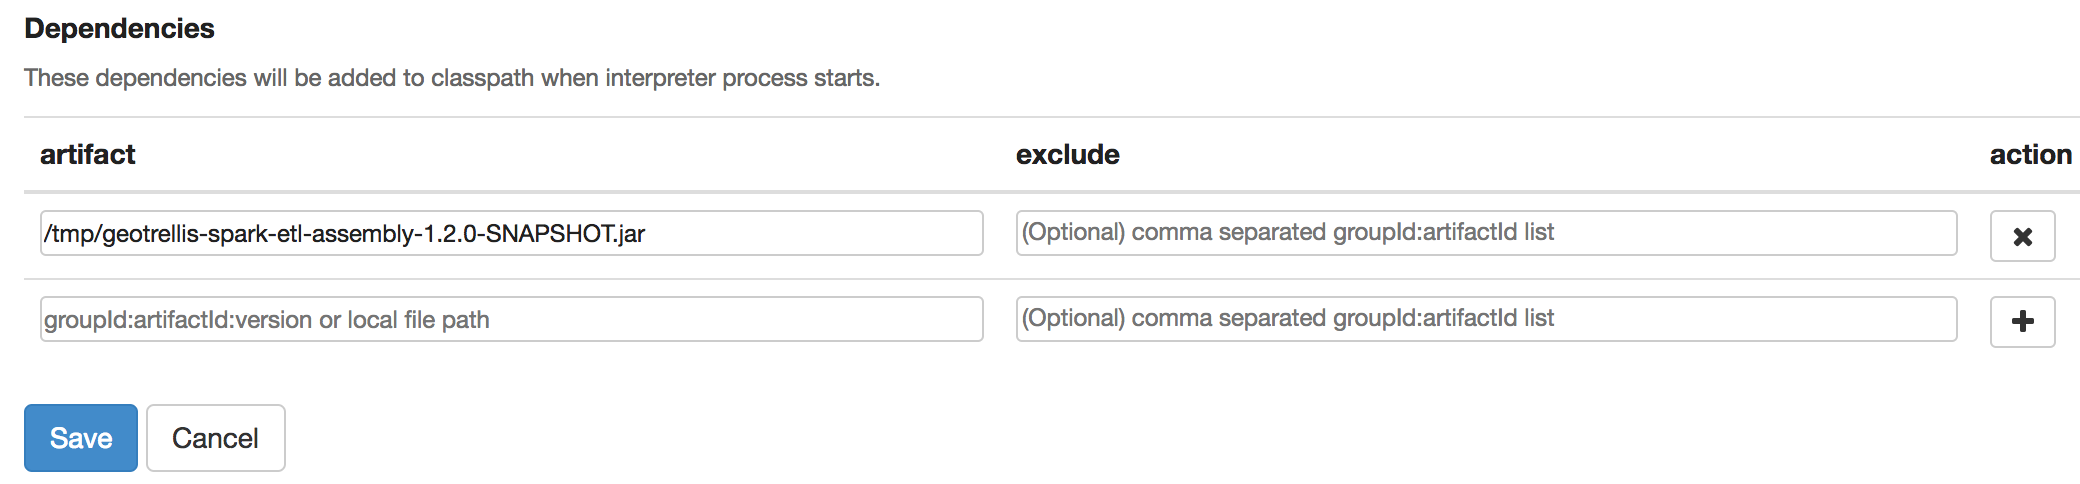 Dependencies
These dependencies will be added to classpath when interpreter process starts.
artifact exclude action
/tmp/geotrellis-spark-etl-assembly-1.2.0-SNAPSHOT.jar (Optional) comma separated groupId:artifactId list
groupId:artifactId:version or local file path (Optional) comma separated groupId:artifactId list
Save Cancel